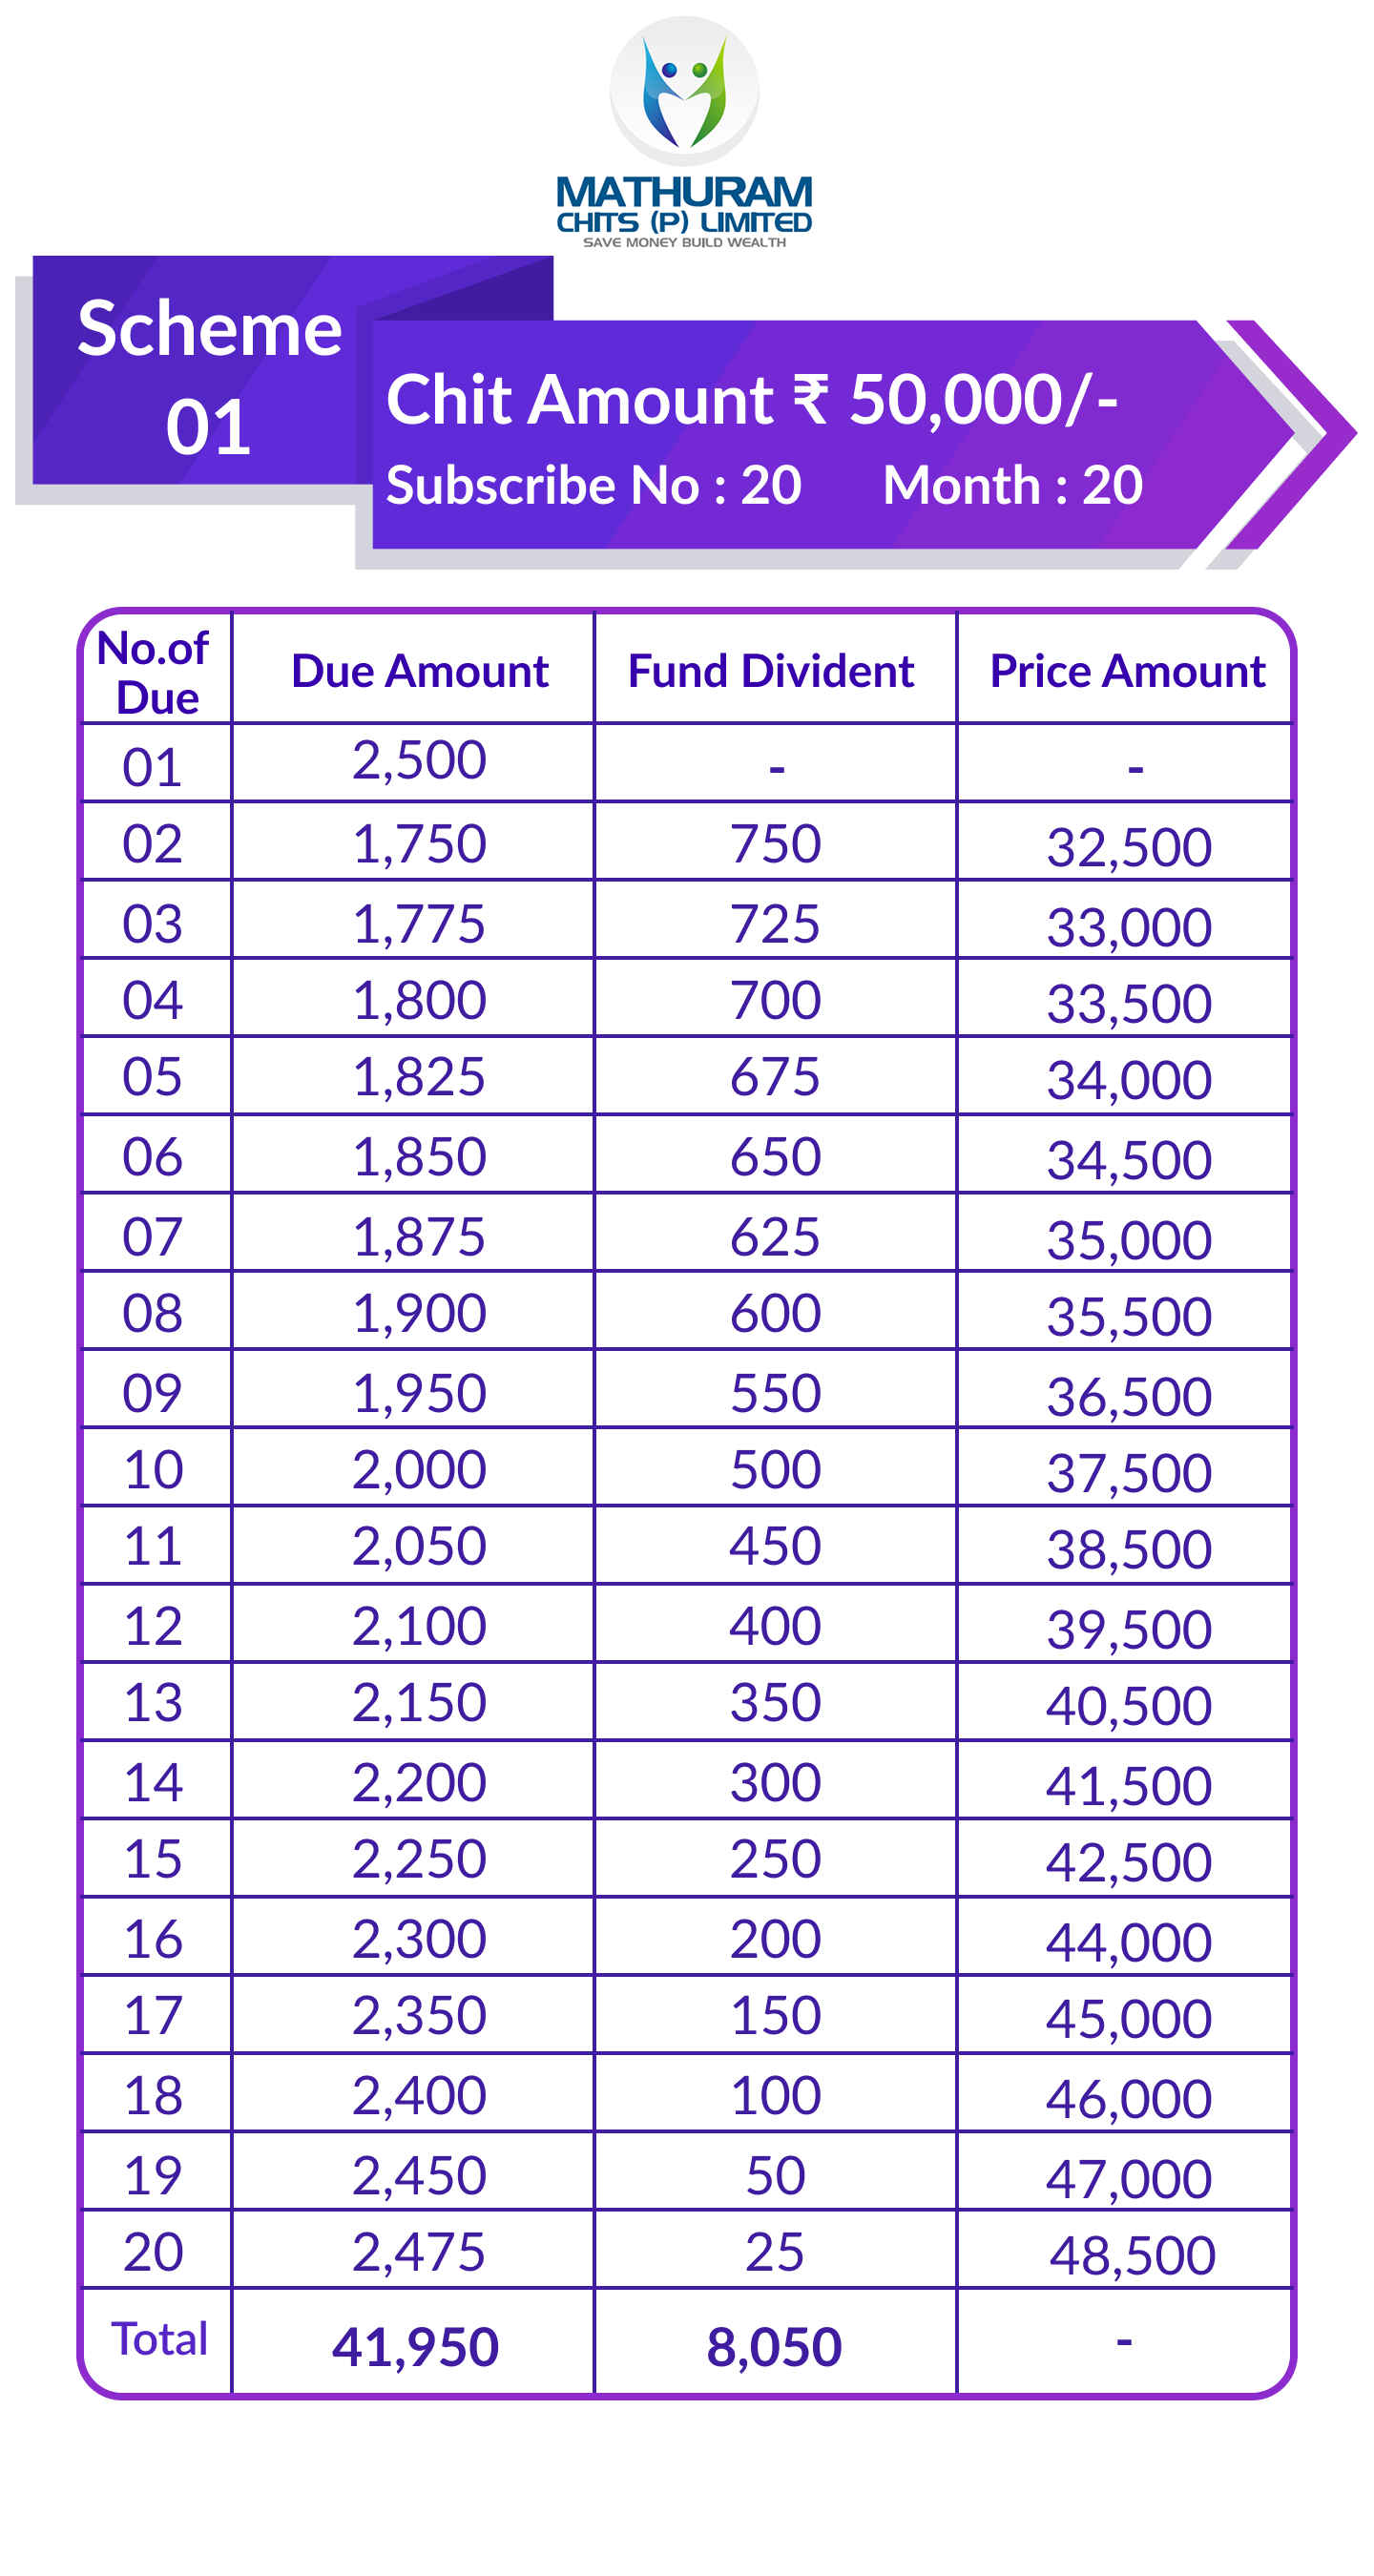 MATHURAM
CHITS (P) LIMITED
SAVE MONEY BUILD WEALTH
Scheme
01
Chit Amount ₹ 50,000/-
Subscribe No : 20 Month : 20
No.of
Due
Due Amount
Fund Divident
Price Amount
01 2,500 - -
02 1,750 750 32,500
03 1,775 725 33,000
04 1,800 700 33,500
05 1,825 675 34,000
06 1,850 650 34,500
07 1,875 625 35,000
08 1,900 600 35,500
09 1,950 550 36,500
10 2,000 500 37,500
11 2,050 450 38,500
12 2,100 400 39,500
13 2,150 350 40,500
14 2,200 300 41,500
15 2,250 250 42,500
16 2,300 200 44,000
17 2,350 150 45,000
18 2,400 100 46,000
19 2,450 50 47,000
20 2,475 25 48,500
Total 41,950 8,050 -